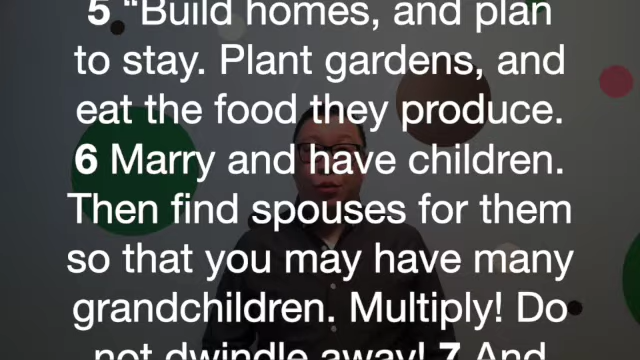 5 “Build homes, and plan
to stay. Plant gardens, and
eat the food they produce.
6 Marry and have children.
Then find spouses for them
so that you may have many
grandchildren. Multiply! Do
not dwindle away! 7 And